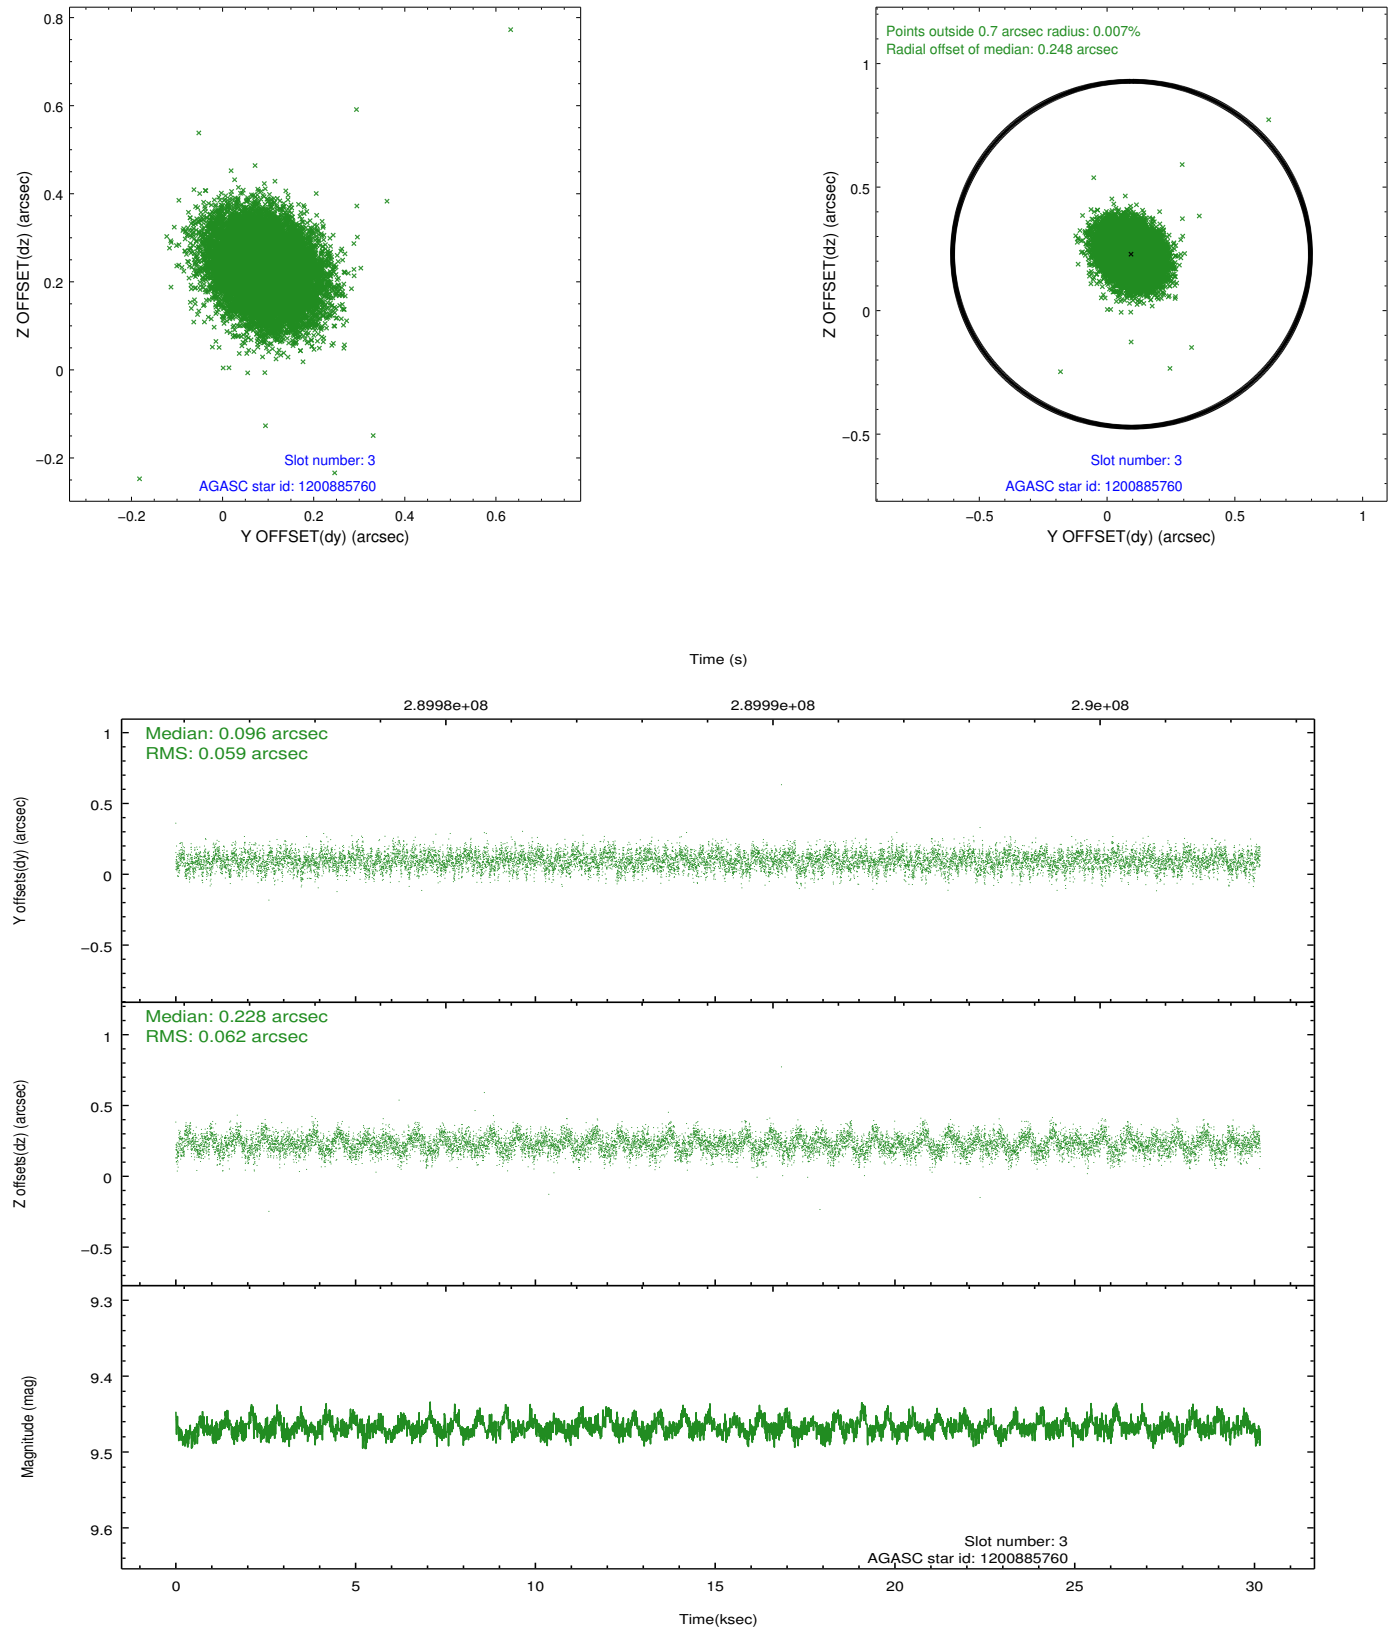 0.8
0.6
0.4
0.2
0
−0.2
Z OFFSET(dz) (arcsec)
Slot number: 3
AGASC star id: 1200885760
−0.2 0 0.2 0.4 0.6
Y OFFSET(dy) (arcsec)
Points outside 0.7 arcsec radius: 0.007%
Radial offset of median: 0.248 arcsec
1
0.5
0
−0.5
Z OFFSET(dz) (arcsec)
Slot number: 3
AGASC star id: 1200885760
−0.5 0 0.5 1
Y OFFSET(dy) (arcsec)
Time (s)
2.8998e+08 2.8999e+08 2.9e+08
Median: 0.096 arcsec
RMS: 0.059 arcsec
1
0.5
0
−0.5
Y offsets(dy) (arcsec)
Median: 0.228 arcsec
RMS: 0.062 arcsec
1
0.5
0
−0.5
Z offsets(dz) (arcsec)
9.3
9.4
9.5
9.6
Magnitude (mag)
Slot number: 3
AGASC star id: 1200885760
0 5 10 15 20 25 30
Time(ksec)